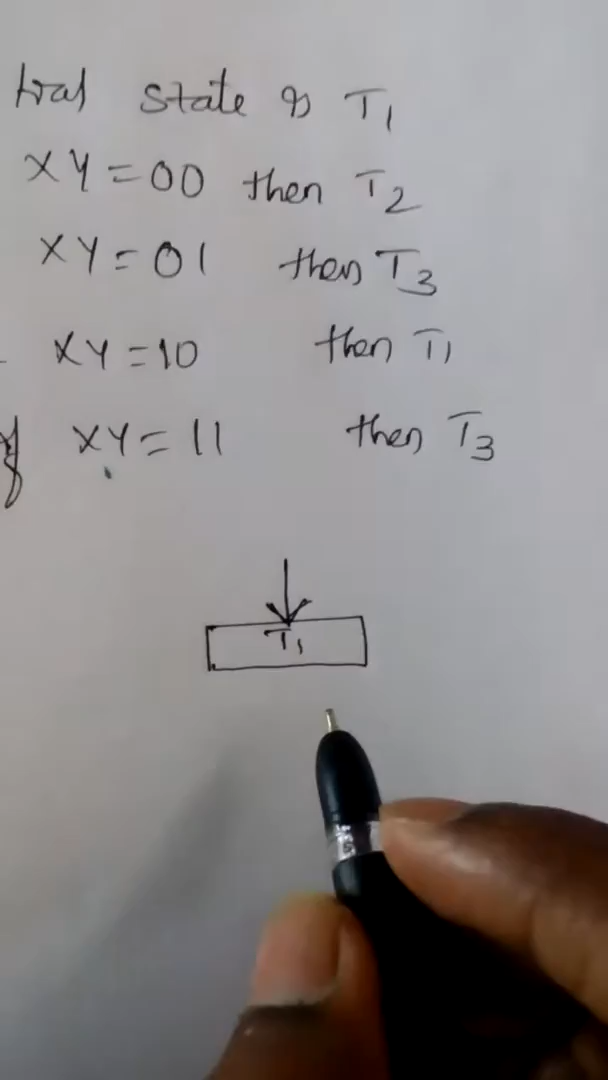 state is T1
XY = 00 then T2
XY = 01 then T3
XY = 10 then T1
XY = 11 then T3
T1